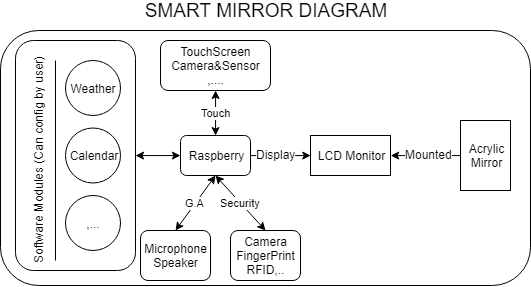 SMART MIRROR DIAGRAM
Software Modules (Can config by user)
Weather
Calendar
,...
TouchScreen
Camera&Sensor
,....
Touch
Raspberry
Display
LCD Monitor
Mounted
Acrylic
Mirror
G.A
Security
Microphone
Speaker
Camera
FingerPrint
RFID,..